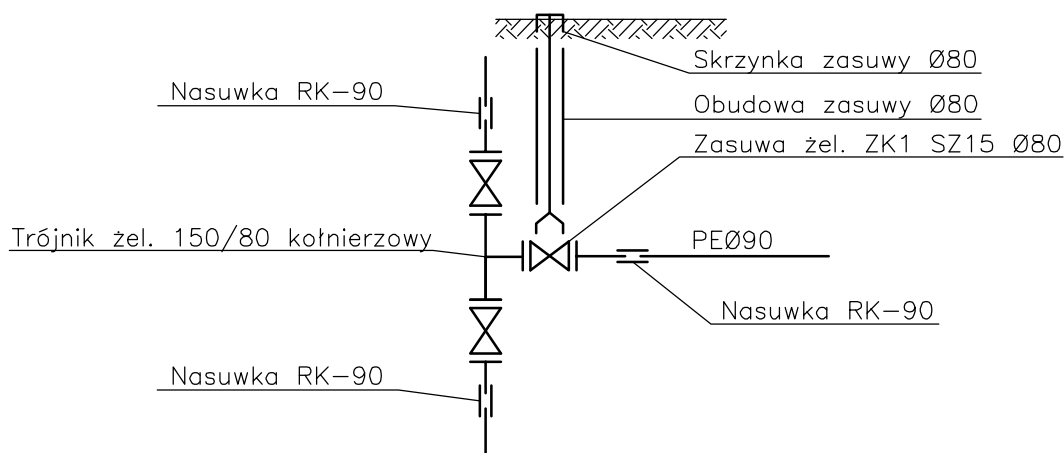 Skrzynka zasuwy Ø80
Nasuwka RK-90
Obudowa zasuwy Ø80
Zasuwa żel. ZK1 SZ15 Ø80
Trójnik żel. 150/80 kołnierzowy
PEØ90
Nasuwka RK-90
Nasuwka RK-90